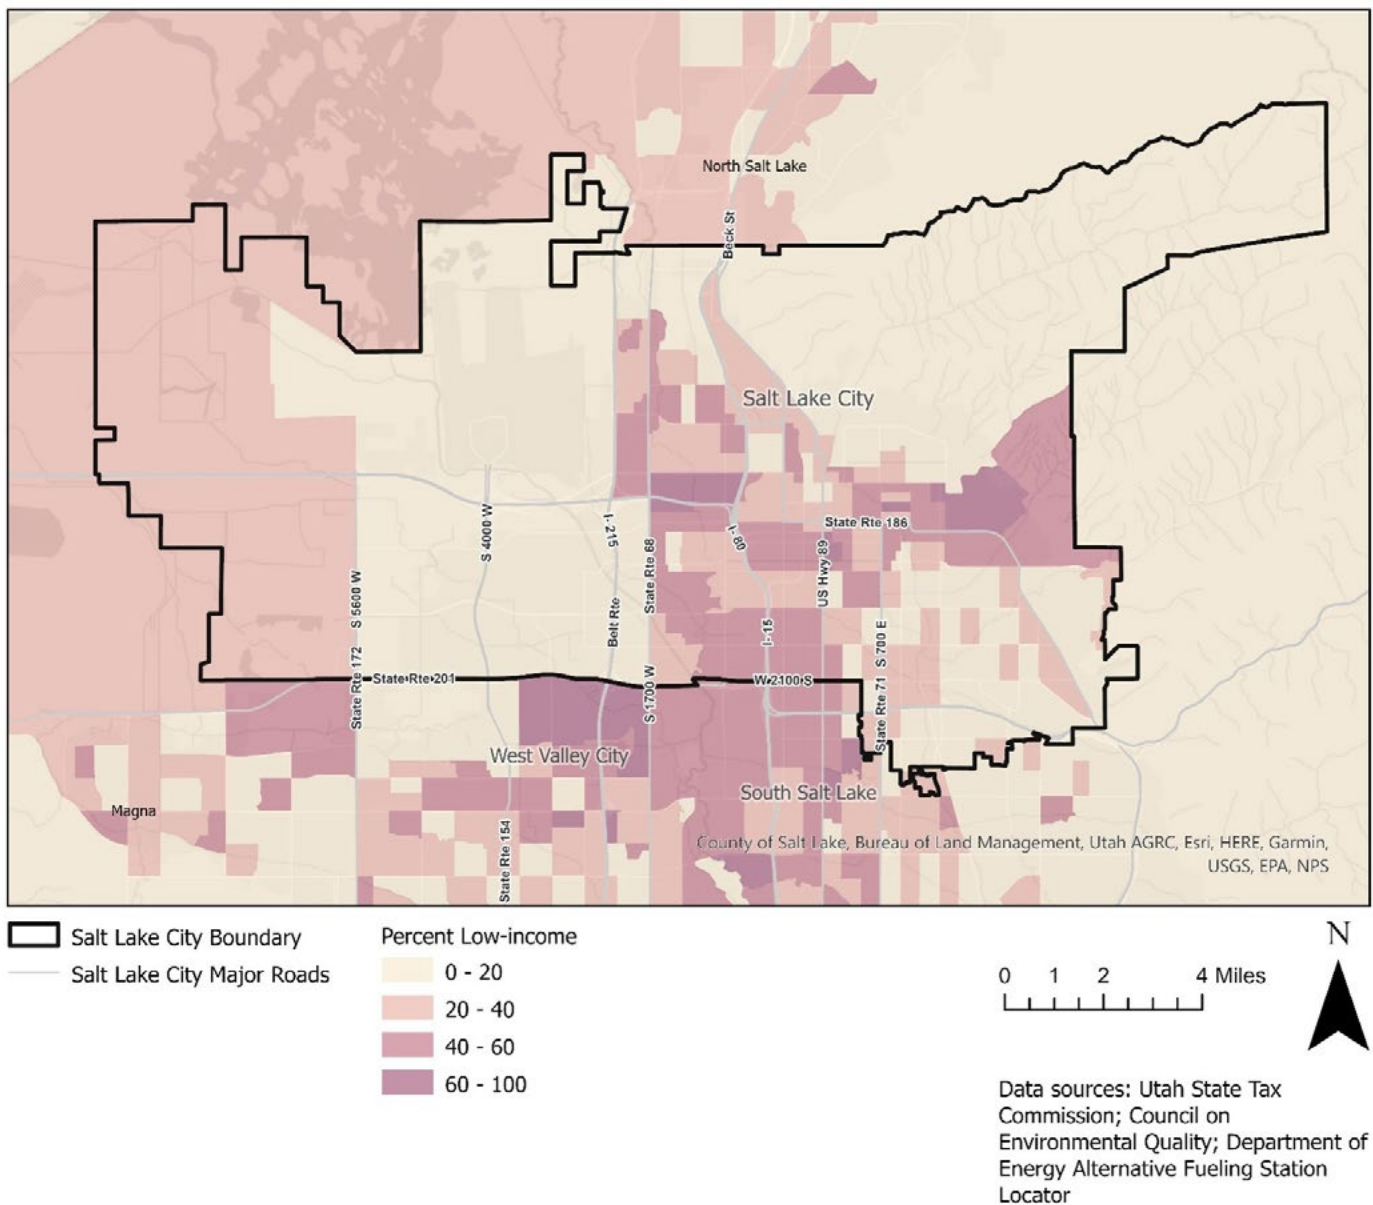 North Salt Lake
Beck St
Salt Lake City
State Rte 186
S 4000 W
I-215
I-80
State Rte 68
US Hwy 89
S 5600 W
Belt Rte
I-15
S 700 E
State Rte 172
State Rte 201
S 1700 W
W 2100 S
State Rte 71
West Valley City
South Salt Lake
Magna
State Rte 154
County of Salt Lake, Bureau of Land Management, Utah AGRC, Esri, HERE, Garmin,
USGS, EPA, NPS
Salt Lake City Boundary
Salt Lake City Major Roads
Percent Low-income
0 - 20
20 - 40
40 - 60
60 - 100
0 1 2 4 Miles
N
Data sources: Utah State Tax
Commission; Council on
Environmental Quality; Department of
Energy Alternative Fueling Station
Locator